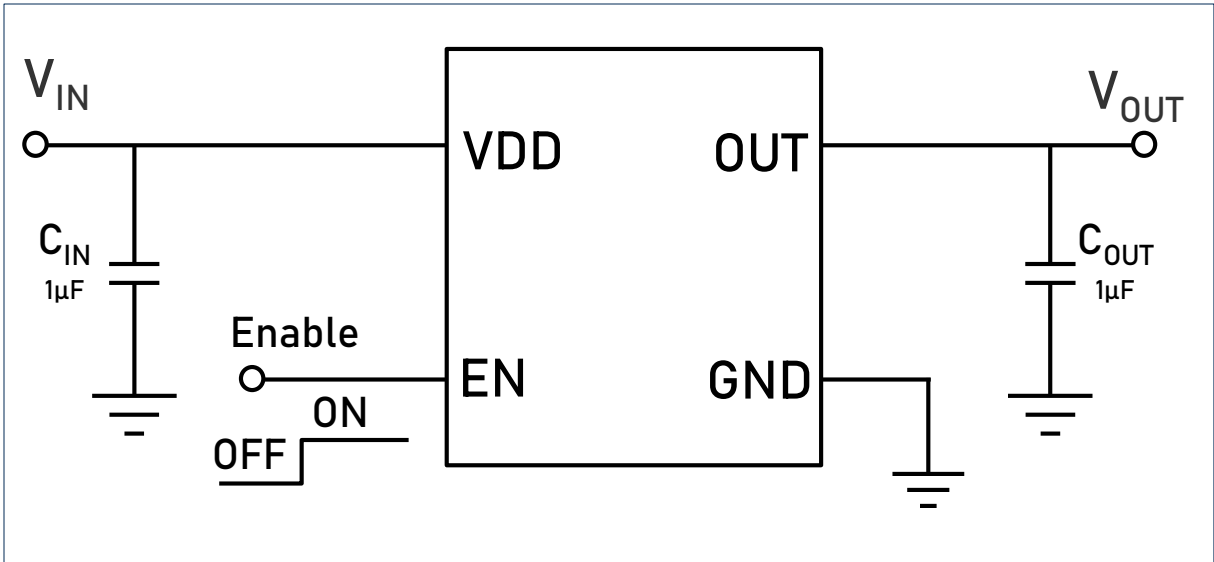 VIN
VOUT
VDD
OUT
CIN
1µF
COUT
1µF
Enable
EN
GND
ON
OFF